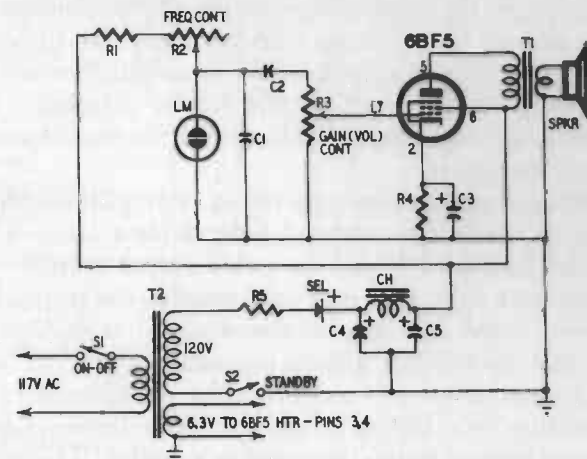 FREQ CONT
R1
R2
6BF5
T1
5
C2
R3
LM
C1
1,7
6
GAIN (VOL)
CONT
2
SPKR
R4
+
C3
T2
R5
SEL
+
CH
+
+
C4
C5
S1
ON-OFF
120V
117V AC
S2
STANDBY
6.3V TO 6BF5 HTR-PINS 3,4